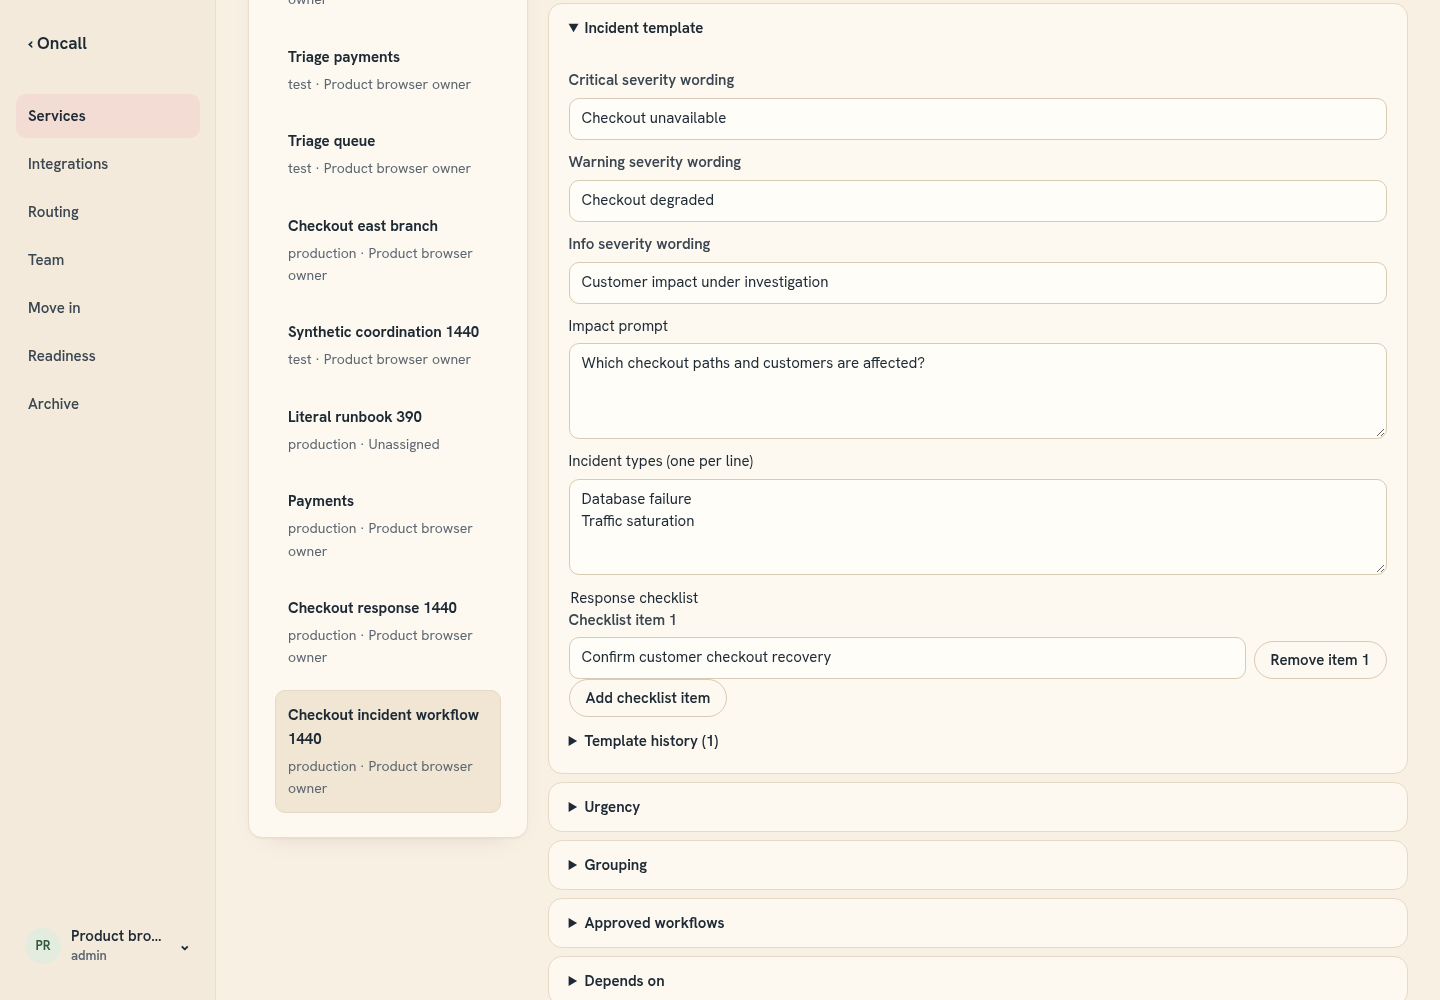 ‹ Oncall
Services
Integrations
Routing
Team
Move in
Readiness
Archive
PR
Product bro...
admin
owner
Triage payments
test · Product browser owner
Triage queue
test · Product browser owner
Checkout east branch
production · Product browser
owner
Synthetic coordination 1440
test · Product browser owner
Literal runbook 390
production · Unassigned
Payments
production · Product browser
owner
Checkout response 1440
production · Product browser
owner
Checkout incident workflow
1440
production · Product browser
owner
Incident template
Critical severity wording
Checkout unavailable
Warning severity wording
Checkout degraded
Info severity wording
Customer impact under investigation
Impact prompt
Which checkout paths and customers are affected?
Incident types (one per line)
Database failure
Traffic saturation
Response checklist
Checklist item 1
Confirm customer checkout recovery
Remove item 1
Add checklist item
Template history (1)
Urgency
Grouping
Approved workflows
Depends on